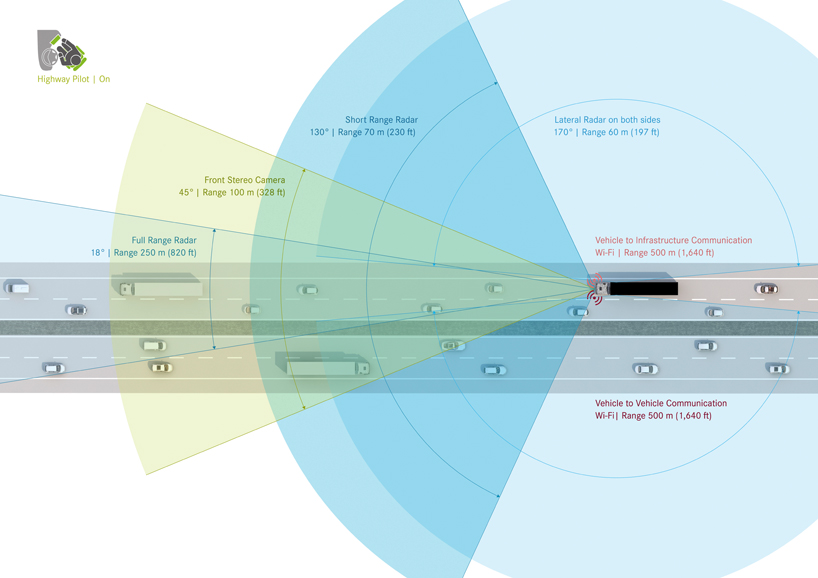 Highway Pilot | On
Short Range Radar
130° | Range 70 m (230 ft)
Lateral Radar on both sides
170° | Range 60 m (197 ft)
Front Stereo Camera
45° | Range 100 m (328 ft)
Full Range Radar
18° | Range 250 m (820 ft)
Vehicle to Infrastructure Communication
Wi-Fi | Range 500 m (1,640 ft)
Vehicle to Vehicle Communication
Wi-Fi| Range 500 m (1,640 ft)